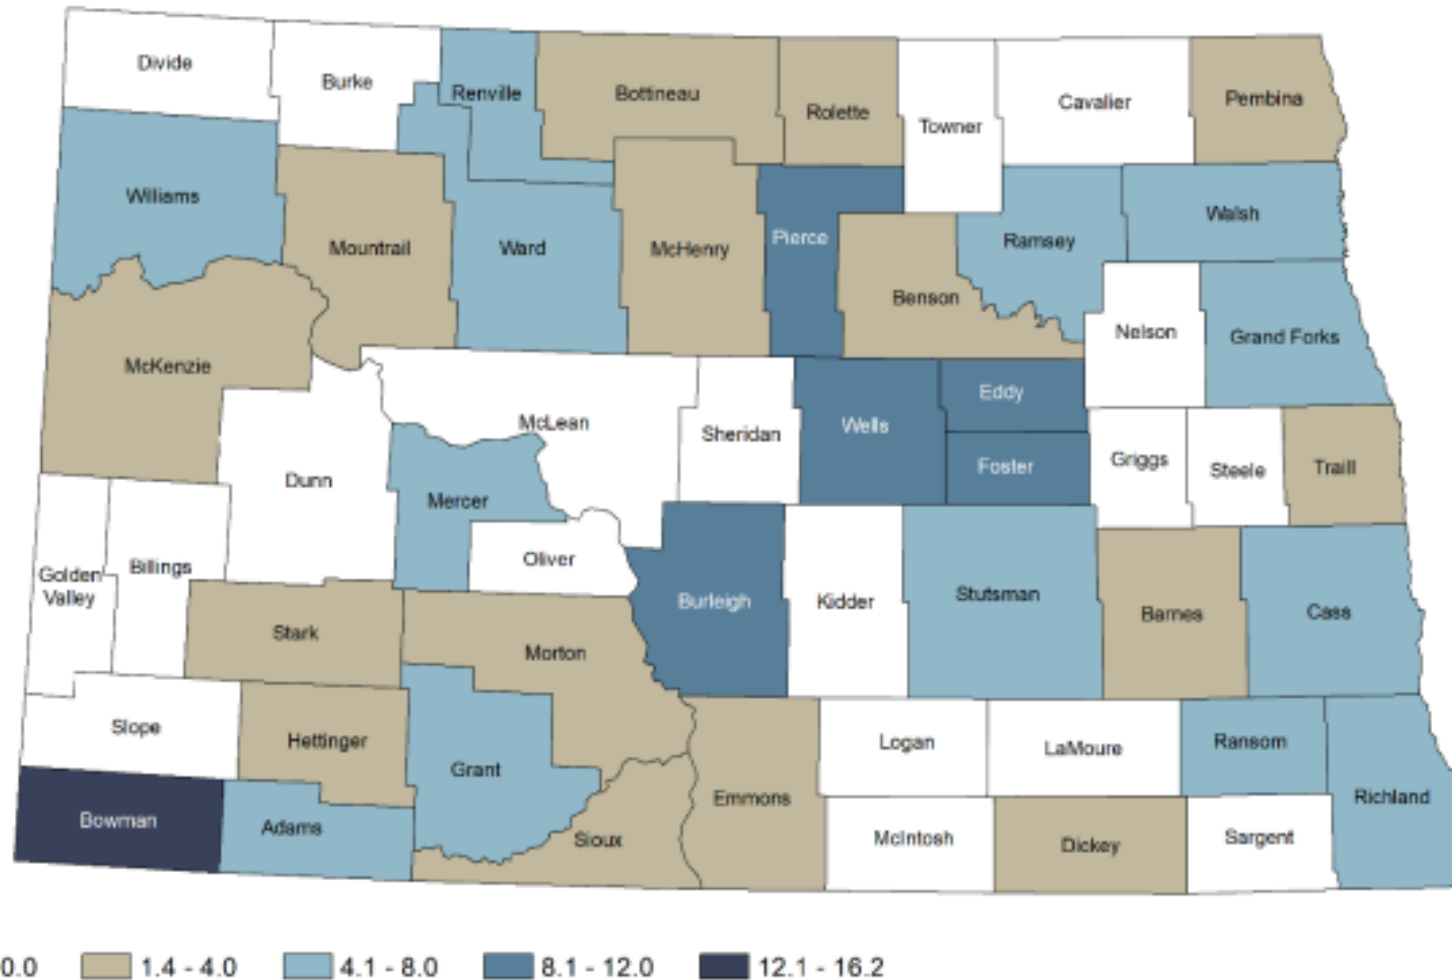 Divide
Burke
Renville
Bottineau
Rolette
Towner
Cavalier
Pembina
Williams
Mountrail
Ward
McHenry
Pierce
Benson
Ramsey
Walsh
Nelson
Grand Forks
McKenzie
Dunn
McLean
Sheridan
Wells
Eddy
Foster
Griggs
Steele
Traill
Mercer
Oliver
Golden
Valley
Billings
Stark
Morton
Burleigh
Kidder
Stutsman
Barnes
Cass
Slope
Hettinger
Grant
Emmons
Logan
LaMoure
Ransom
Richland
Bowman
Adams
Sioux
McIntosh
Dickey
Sargent
0.0 1.4 - 4.0 4.1 - 8.0 8.1 - 12.0 12.1 - 16.2